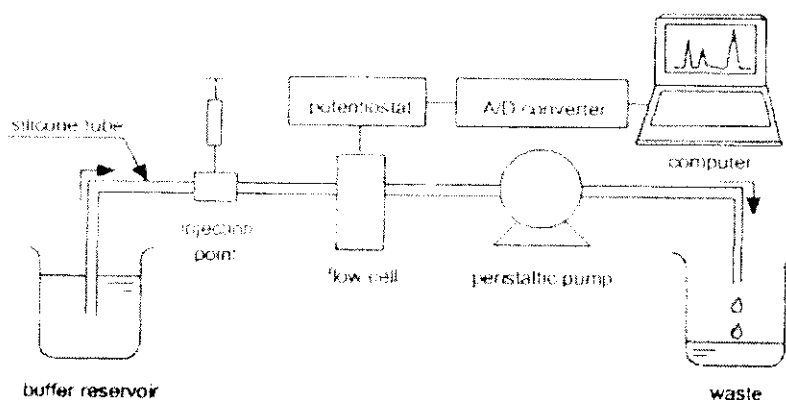 potentiostat
A/D converter
silicone tube
computer
injection
point
flow cell
peristaltic pump
buffer reservoir
waste